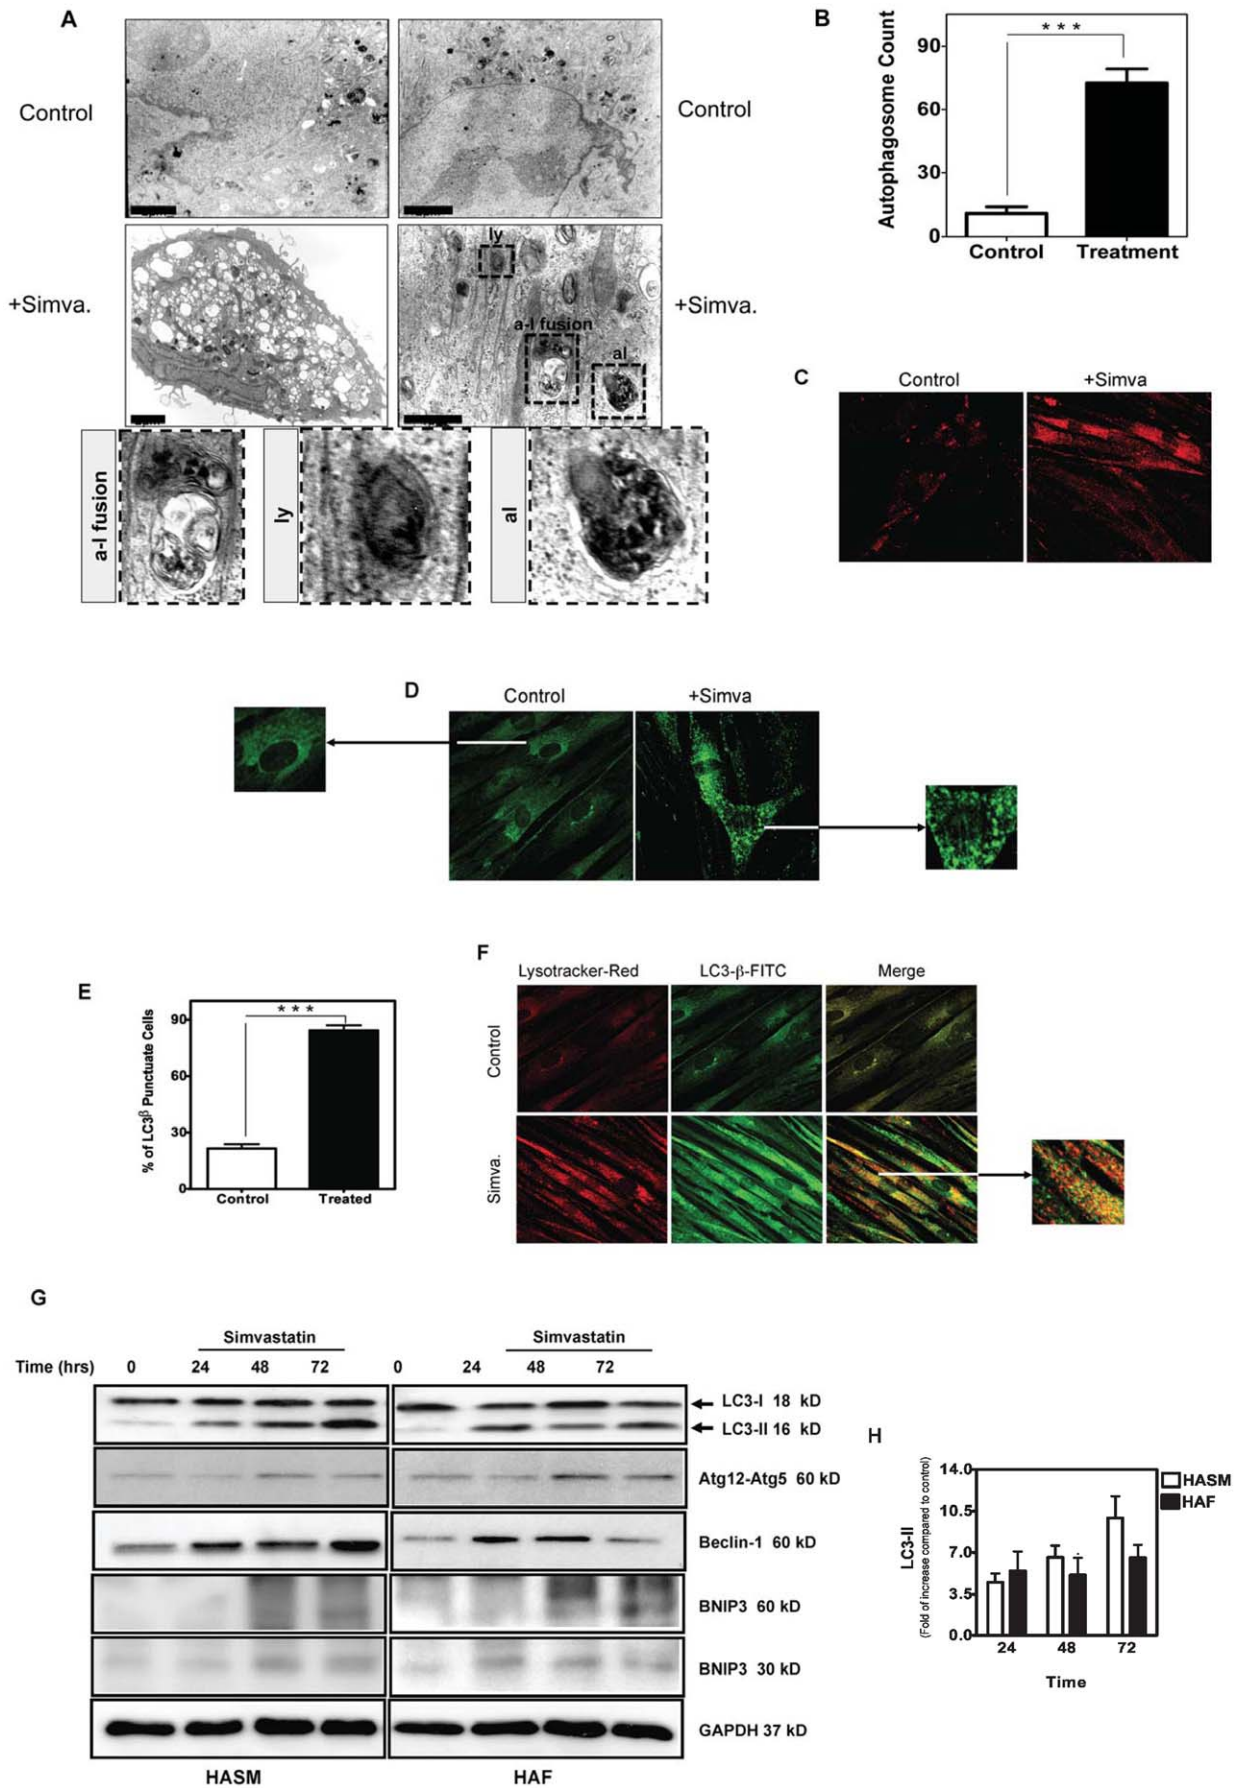 A
Control
Control
+Simva.
+Simva.
ly
a-l fusion
al
a-l fusion
ly
al
B
Autophagosome Count
90
60
30
0
***
Control Treatment
C
Control +Simva
D
Control +Simva
E
% of LC3β Punctuate Cells
90
60
30
0
***
Control Treated
F
Lysotracker-Red LC3-β-FITC Merge
Control
Simva.
G
Simvastatin Simvastatin
Time (hrs) 0 24 48 72 0 24 48 72
LC3-I 18 kD
LC3-II 16 kD
Atg12-Atg5 60 kD
Beclin-1 60 kD
BNIP3 60 kD
BNIP3 30 kD
GAPDH 37 kD
HASM HAF
H
LC3-II
(Fold of increase compared to control)
14.0
10.5
7.0
3.5
0.0
24 48 72
Time
HASM
HAF